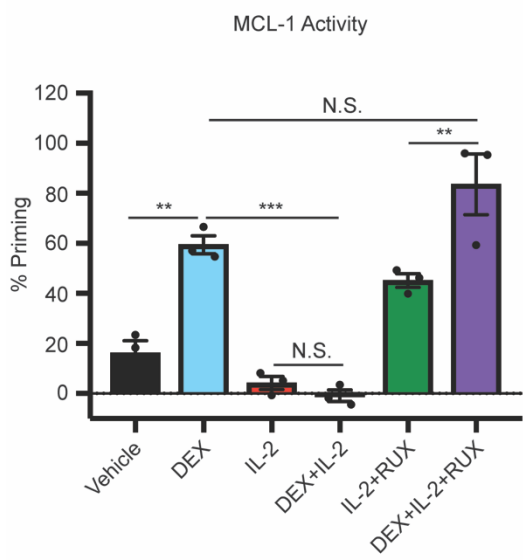 MCL-1 Activity
% Priming
120
100
80
60
40
20
0
N.S.
**
**
***
N.S.
Vehicle
DEX
IL-2
DEX+IL-2
IL-2+RUX
DEX+IL-2+RUX